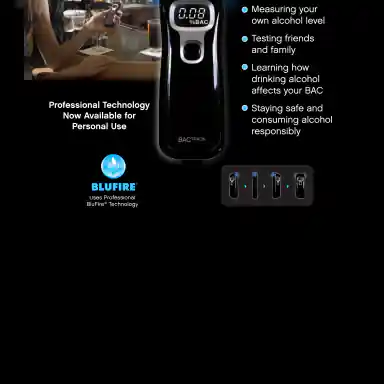 0.08
%BAC
Measuring your
own alcohol level
Testing friends
and family
Learning how
drinking alcohol
affects your BAC
Staying safe and
consuming alcohol
responsibly
Professional Technology
Now Available for
Personal Use
BACtrack
BLUFIRE
Uses Professional
BluFire® Technology